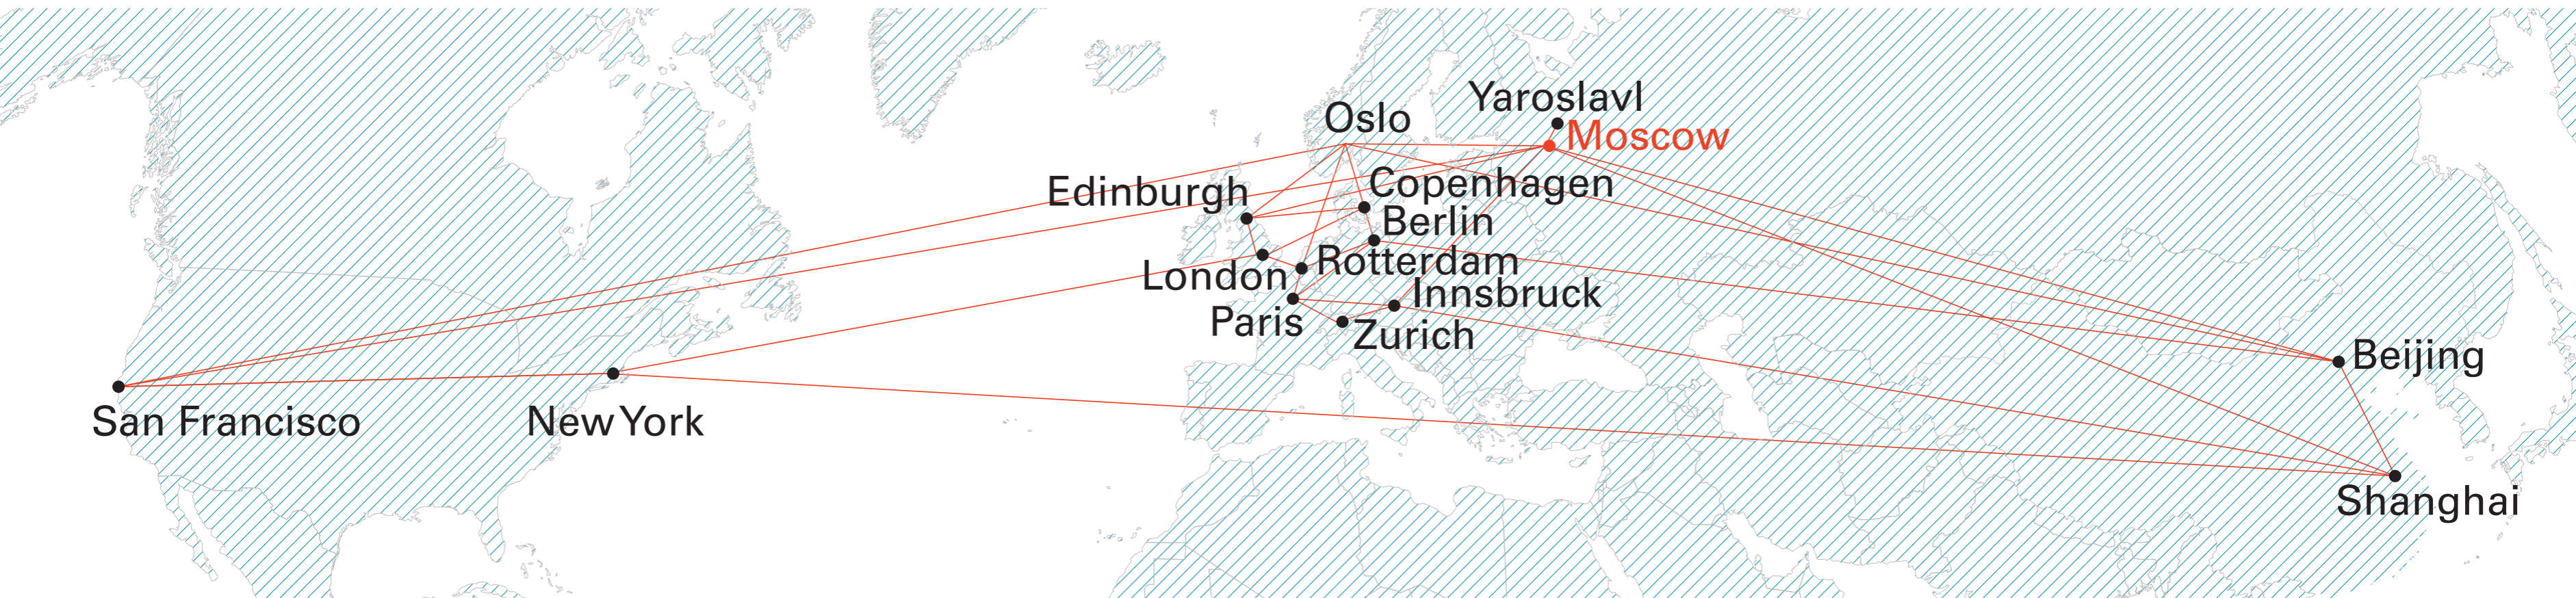 Yaroslavl
Oslo
Moscow
Edinburgh
Copenhagen
Berlin
London
Rotterdam
Innsbruck
Paris
Zurich
Beijing
San Francisco
New York
Shanghai